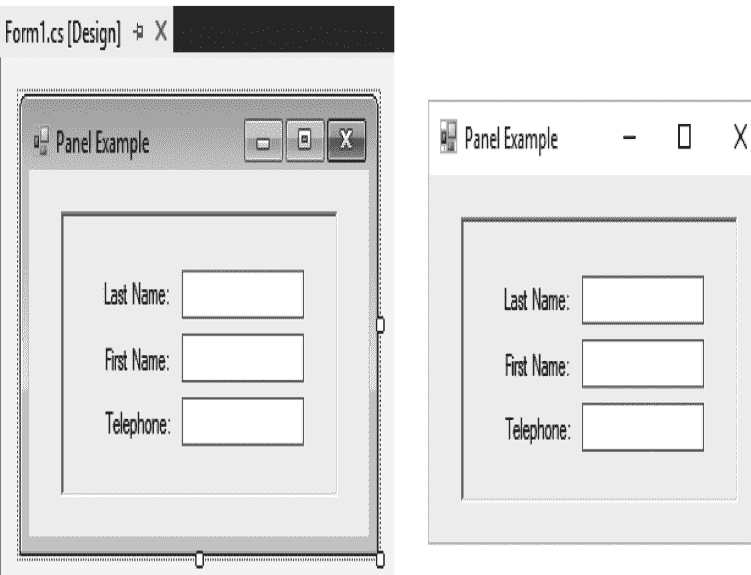 Form1.cs [Design]
Panel Example
Last Name:
First Name:
Telephone:
Panel Example
Last Name:
First Name:
Telephone: